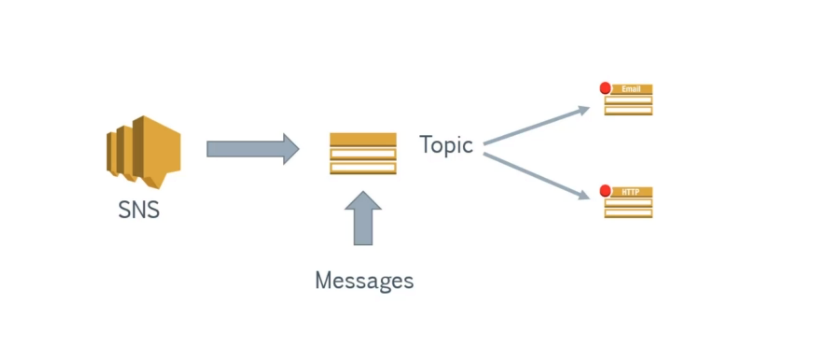 Email
Topic
HTTP
SNS
Messages